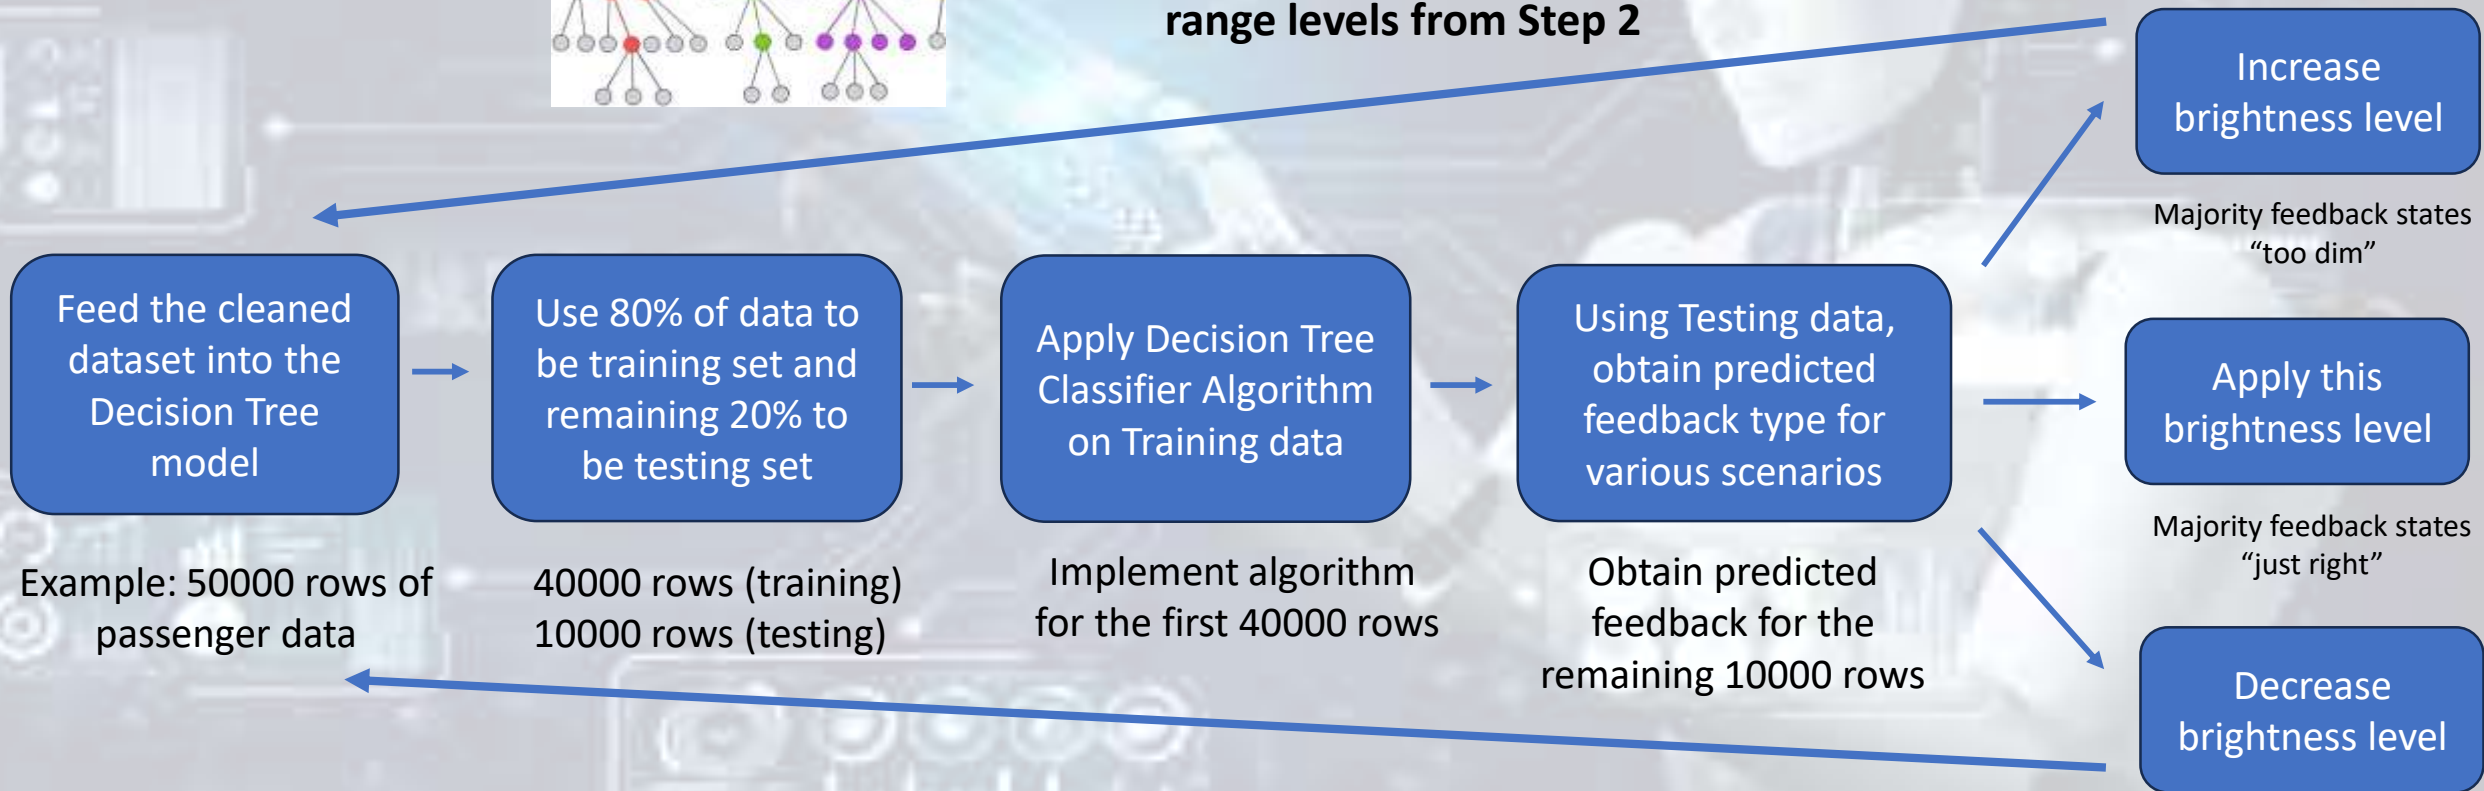 range levels from Step 2
Increase
brightness level
Majority feedback states
“too dim”
Feed the cleaned
dataset into the
Decision Tree
model
Example: 50000 rows of
passenger data
Use 80% of data to
be training set and
remaining 20% to
be testing set
40000 rows (training)
10000 rows (testing)
Apply Decision Tree
Classifier Algorithm
on Training data
Implement algorithm
for the first 40000 rows
Using Testing data,
obtain predicted
feedback type for
various scenarios
Obtain predicted
feedback for the
remaining 10000 rows
Apply this
brightness level
Majority feedback states
“just right”
Decrease
brightness level